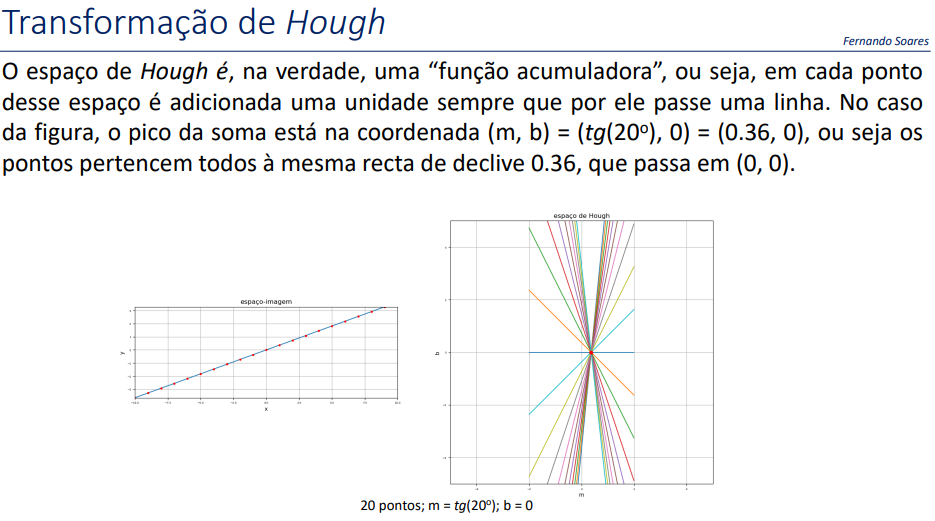 Transformação de Hough
Fernando Soares
O espaço de Hough é, na verdade, uma “função acumuladora”, ou seja, em cada ponto
desse espaço é adicionada uma unidade sempre que por ele passe uma linha. No caso
da figura, o pico da soma está na coordenada (m, b) = (tg(20º), 0) = (0.36, 0), ou seja os
pontos pertencem todos à mesma recta de declive 0.36, que passa em (0, 0).
espaço-imagem
y
x
espaço de Hough
b
m
20 pontos; m = tg(20º); b = 0